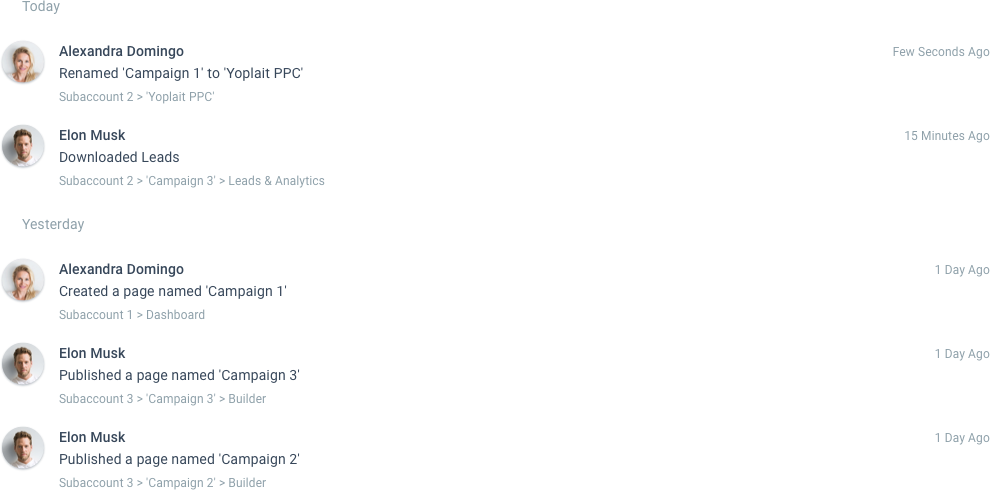 Today
Alexandra Domingo
Few Seconds Ago
Renamed 'Campaign 1' to 'Yoplait PPC'
Subaccount 2 > 'Yoplait PPC'
Elon Musk
15 Minutes Ago
Downloaded Leads
Subaccount 2 > 'Campaign 3' > Leads & Analytics
Yesterday
Alexandra Domingo
1 Day Ago
Created a page named 'Campaign 1'
Subaccount 1 > Dashboard
Elon Musk
1 Day Ago
Published a page named 'Campaign 3'
Subaccount 3 > 'Campaign 3' > Builder
Elon Musk
1 Day Ago
Published a page named 'Campaign 2'
Subaccount 3 > 'Campaign 2' > Builder